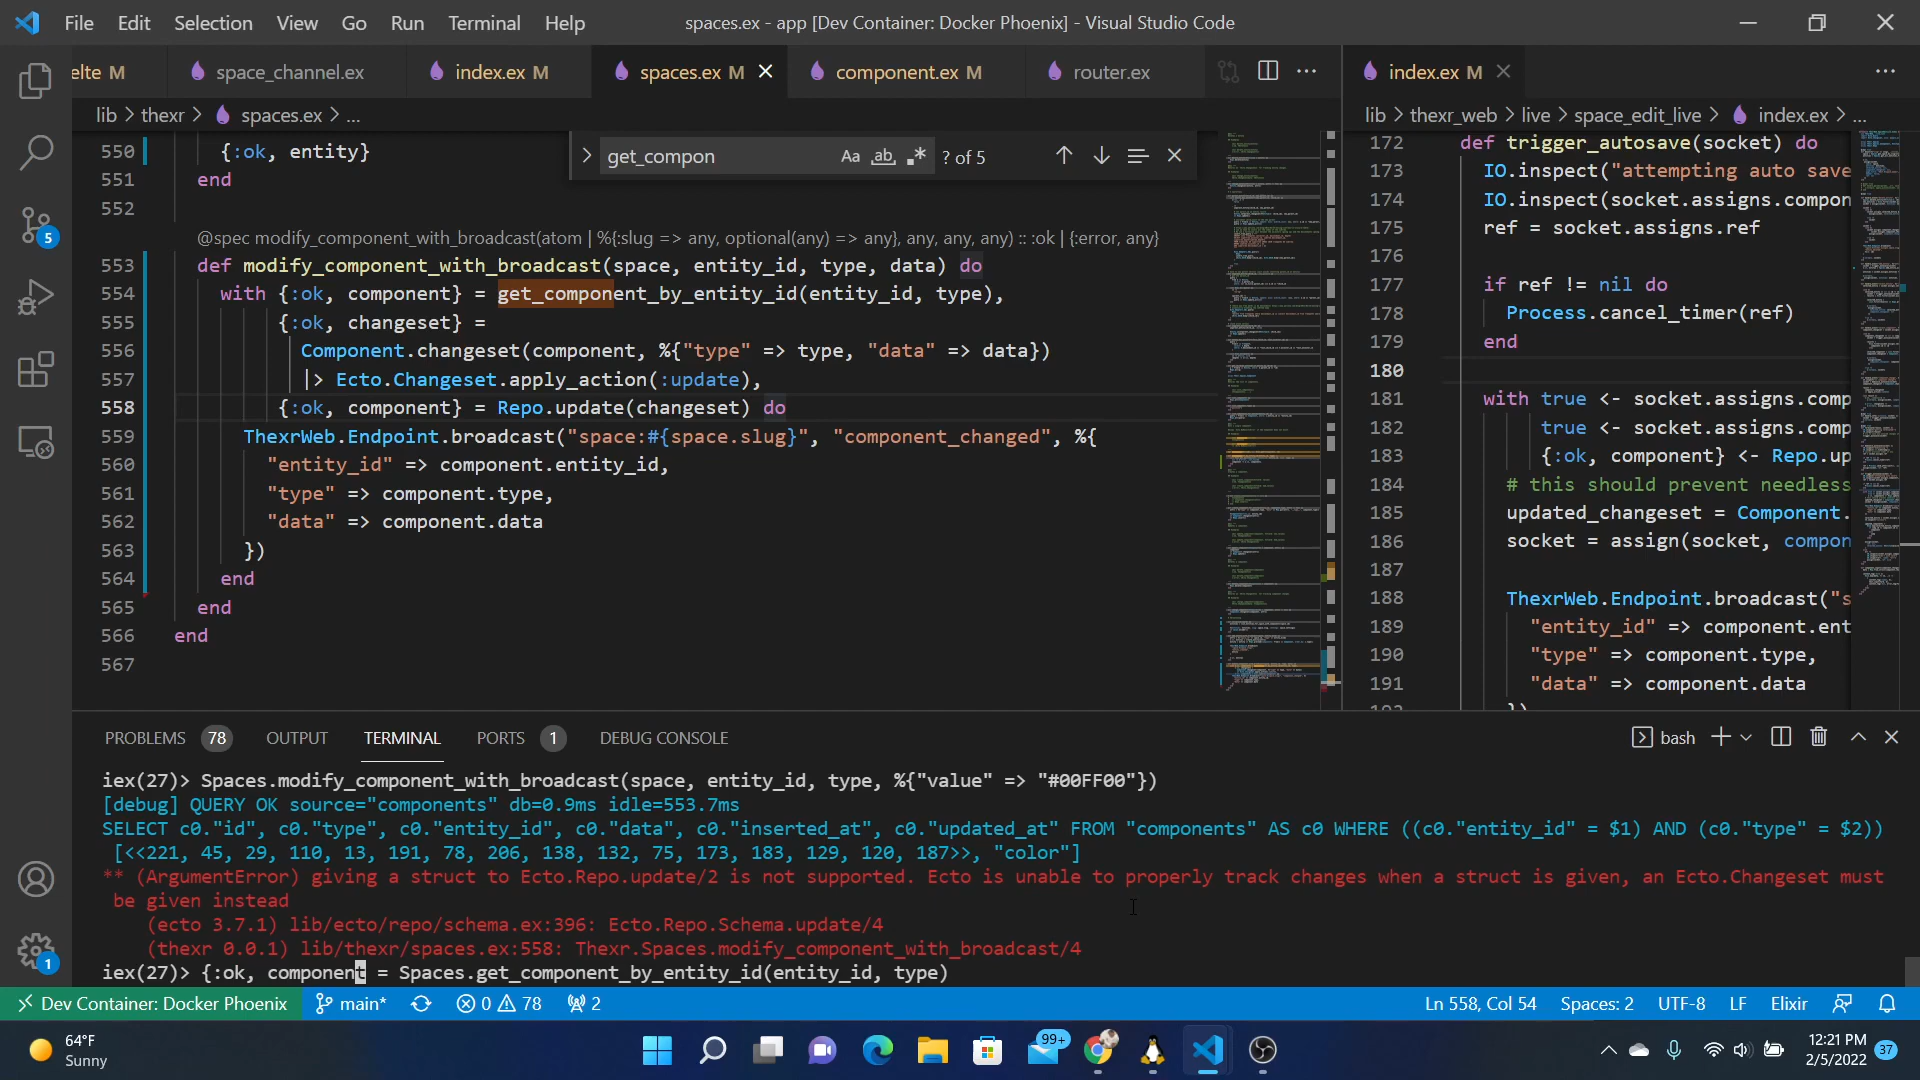 File Edit Selection View Go Run Terminal Help
spaces.ex - app [Dev Container: Docker Phoenix] - Visual Studio Code
elte M
space_channel.ex
index.ex M
spaces.ex M
component.ex M
router.ex
index.ex M
lib > thexr > spaces.ex > ...
lib > thexr_web > live > space_edit_live > index.ex > ...
get_compon
Aa ab .* ? of 5
550 {:ok, entity}
551 end
552
@spec modify_component_with_broadcast(atom | %{:slug => any, optional(any) => any}, any, any, any) :: :ok | {:error, any}
553 def modify_component_with_broadcast(space, entity_id, type, data) do
554 with {:ok, component} = get_component_by_entity_id(entity_id, type),
555 {:ok, changeset} =
556 Component.changeset(component, %{"type" => type, "data" => data})
557 |> Ecto.Changeset.apply_action(:update),
558 {:ok, component} = Repo.update(changeset) do
559 ThexrWeb.Endpoint.broadcast("space:#{space.slug}", "component_changed", %{
560 "entity_id" => component.entity_id,
561 "type" => component.type,
562 "data" => component.data
563 })
564 end
565 end
566 end
567
172 def trigger_autosave(socket) do
173 IO.inspect("attempting auto save
174 IO.inspect(socket.assigns.compon
175 ref = socket.assigns.ref
176
177 if ref != nil do
178 Process.cancel_timer(ref)
179 end
180
181 with true <- socket.assigns.comp
182 true <- socket.assigns.comp
183 {:ok, component} <- Repo.up
184 # this should prevent needless
185 updated_changeset = Component.
186 socket = assign(socket, compon
187
188 ThexrWeb.Endpoint.broadcast("s
189 "entity_id" => component.ent
190 "type" => component.type,
191 "data" => component.data
192 })
PROBLEMS 78 OUTPUT TERMINAL PORTS 1 DEBUG CONSOLE
bash
iex(27)> Spaces.modify_component_with_broadcast(space, entity_id, type, %{"value" => "#00FF00"})
[debug] QUERY OK source="components" db=0.9ms idle=553.7ms
SELECT c0."id", c0."type", c0."entity_id", c0."data", c0."inserted_at", c0."updated_at" FROM "components" AS c0 WHERE ((c0."entity_id" = $1) AND (c0."type" = $2))
[<<221, 45, 29, 110, 13, 191, 78, 206, 138, 132, 75, 173, 183, 129, 120, 187>>, "color"]
** (ArgumentError) giving a struct to Ecto.Repo.update/2 is not supported. Ecto is unable to properly track changes when a struct is given, an Ecto.Changeset must
be given instead
(ecto 3.7.1) lib/ecto/repo/schema.ex:396: Ecto.Repo.Schema.update/4
(thexr 0.0.1) lib/thexr/spaces.ex:558: Thexr.Spaces.modify_component_with_broadcast/4
iex(27)> {:ok, component = Spaces.get_component_by_entity_id(entity_id, type)
5
1
Dev Container: Docker Phoenix main* 0 78 2
Ln 558, Col 54 Spaces: 2 UTF-8 LF Elixir
64°F
Sunny
99+
12:21 PM
2/5/2022
37